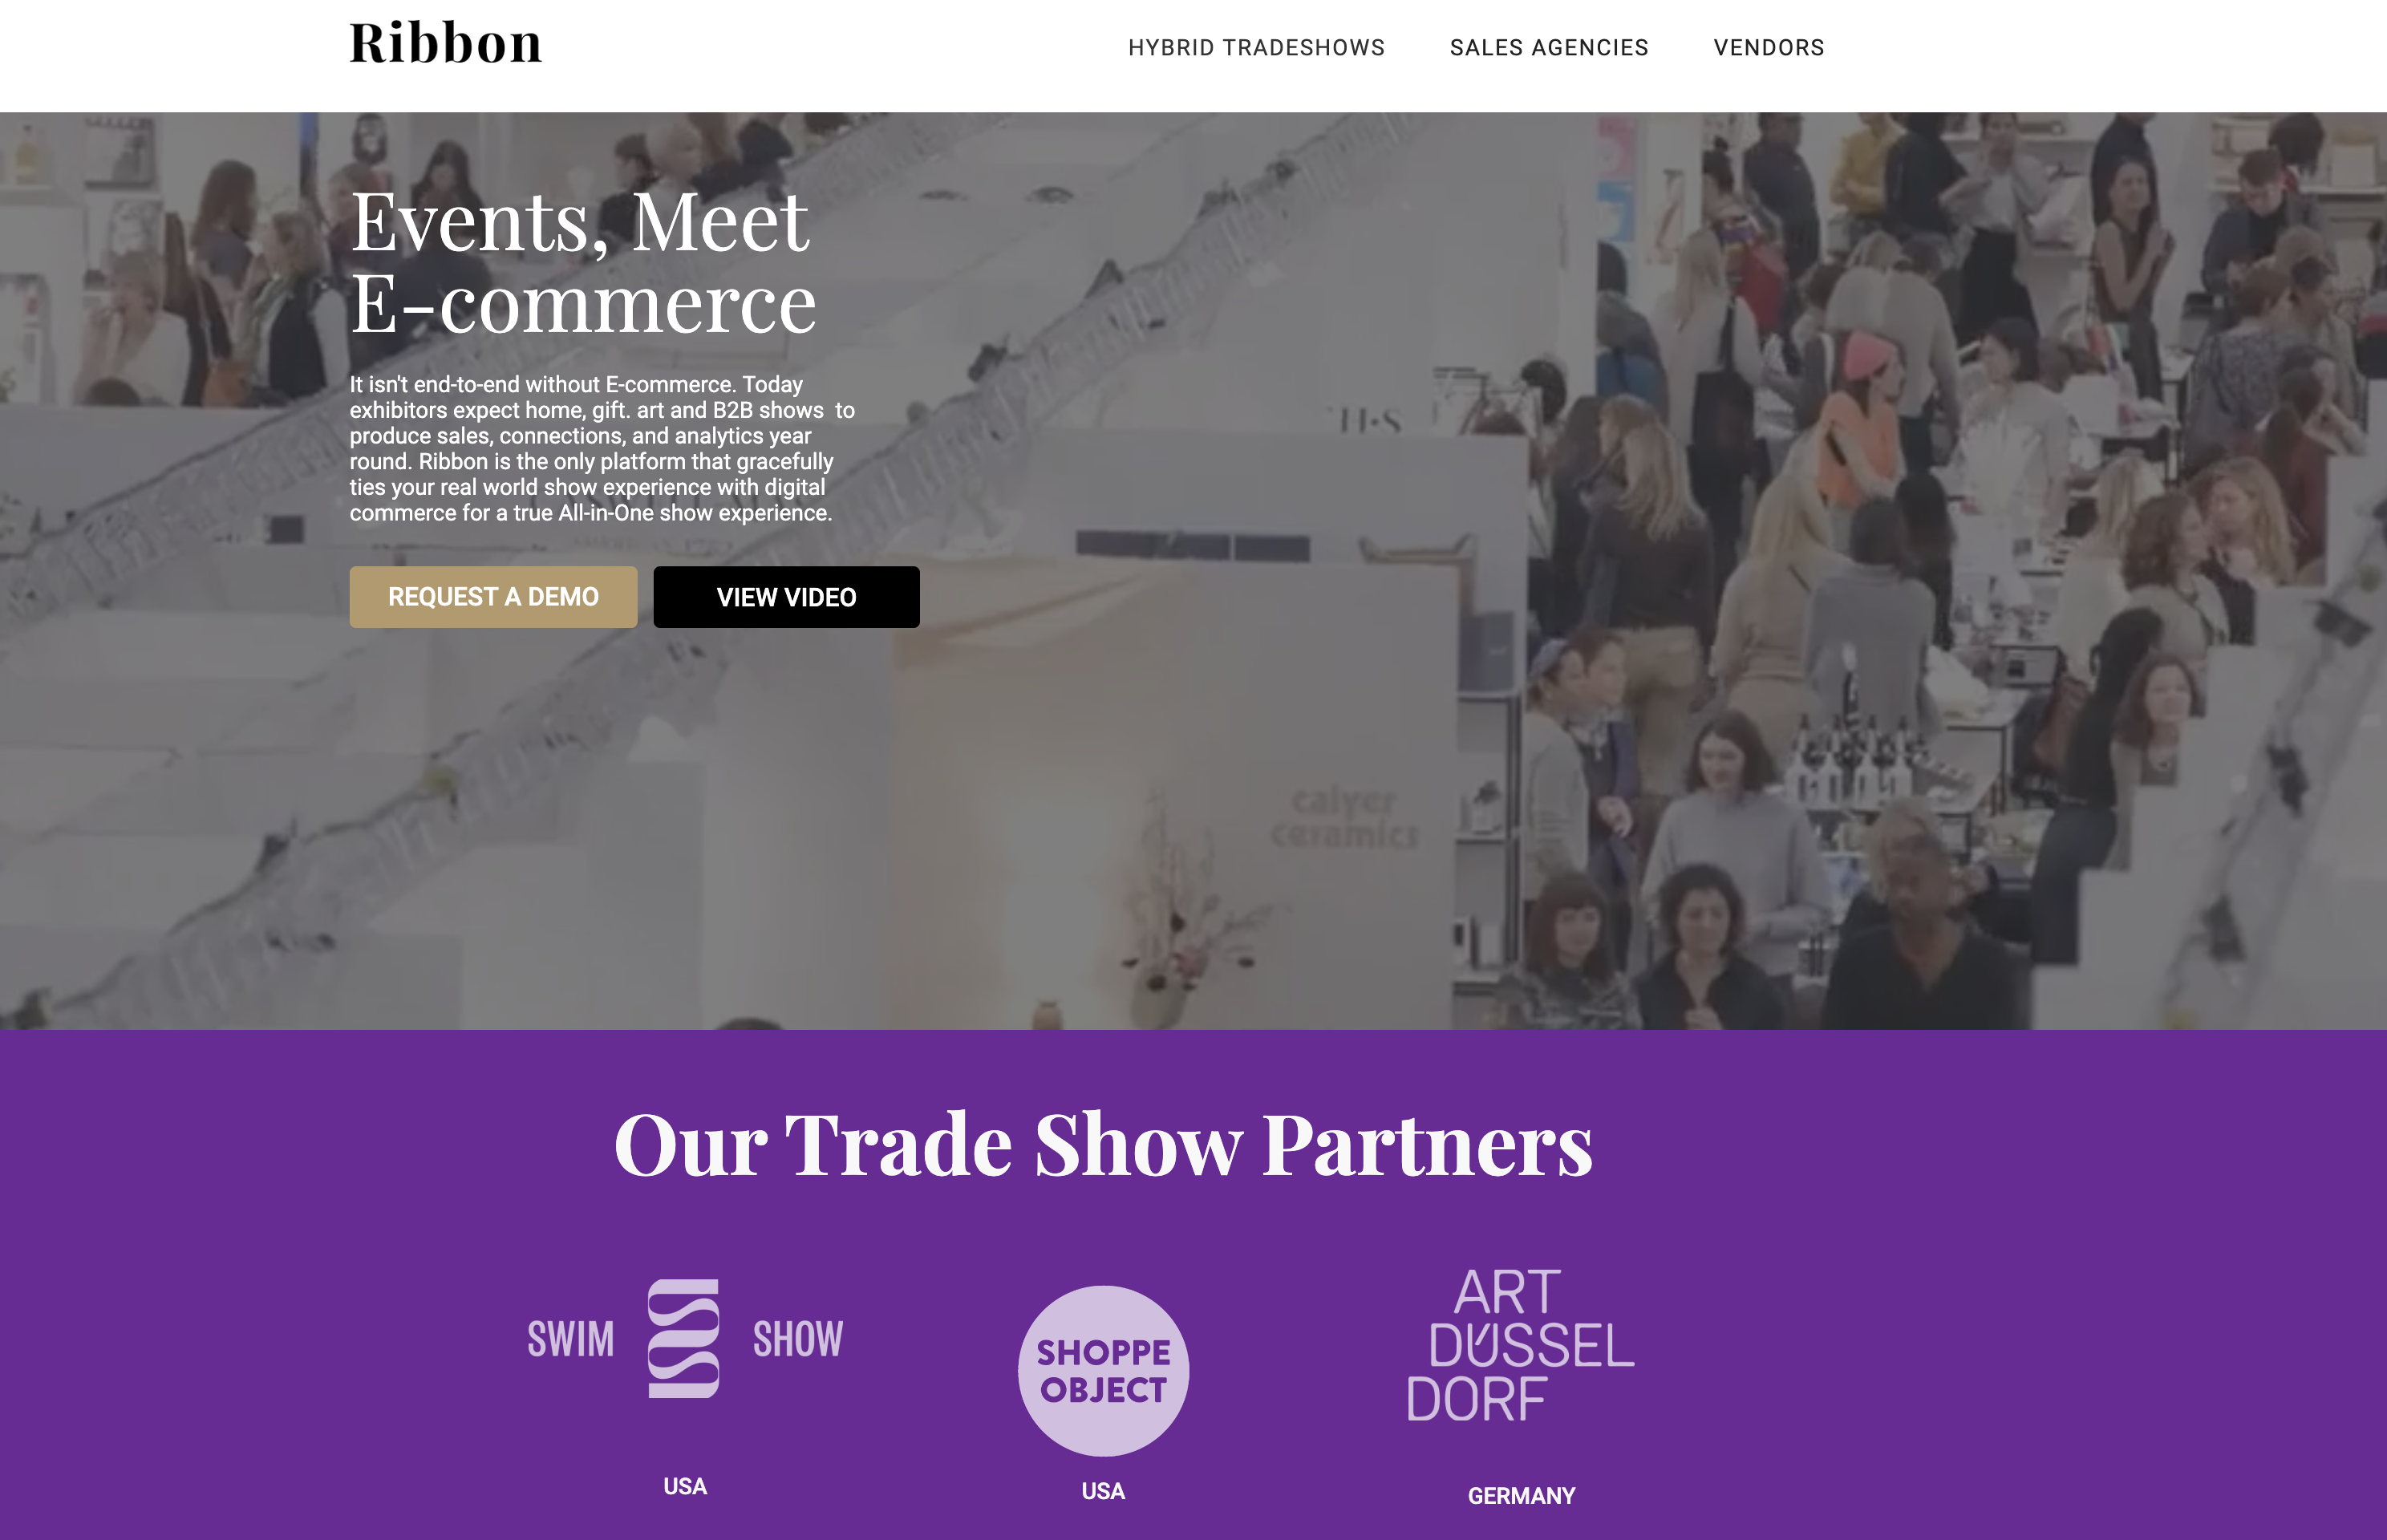 Ribbon
HYBRID TRADESHOWS
SALES AGENCIES
VENDORS
Events, Meet
E-commerce
It isn't end-to-end without E-commerce. Today
exhibitors expect home, gift. art and B2B shows to
produce sales, connections, and analytics year
round. Ribbon is the only platform that gracefully
ties your real world show experience with digital
commerce for a true All-in-One show experience.
REQUEST A DEMO
VIEW VIDEO
calyer
ceramics
Our Trade Show Partners
SWIM SHOW
SHOPPE
OBJECT
ART
DÜSSEL
DORF
USA
USA
GERMANY